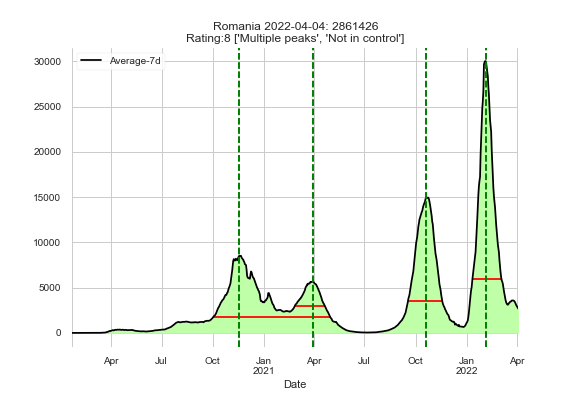 Romania 2022-04-04: 2861426
Rating:8 ['Multiple peaks', 'Not in control']
Average-7d
30000
25000
20000
15000
10000
5000
0
Apr Jul Oct Jan Apr Jul Oct Jan Apr
2021 2022
Date